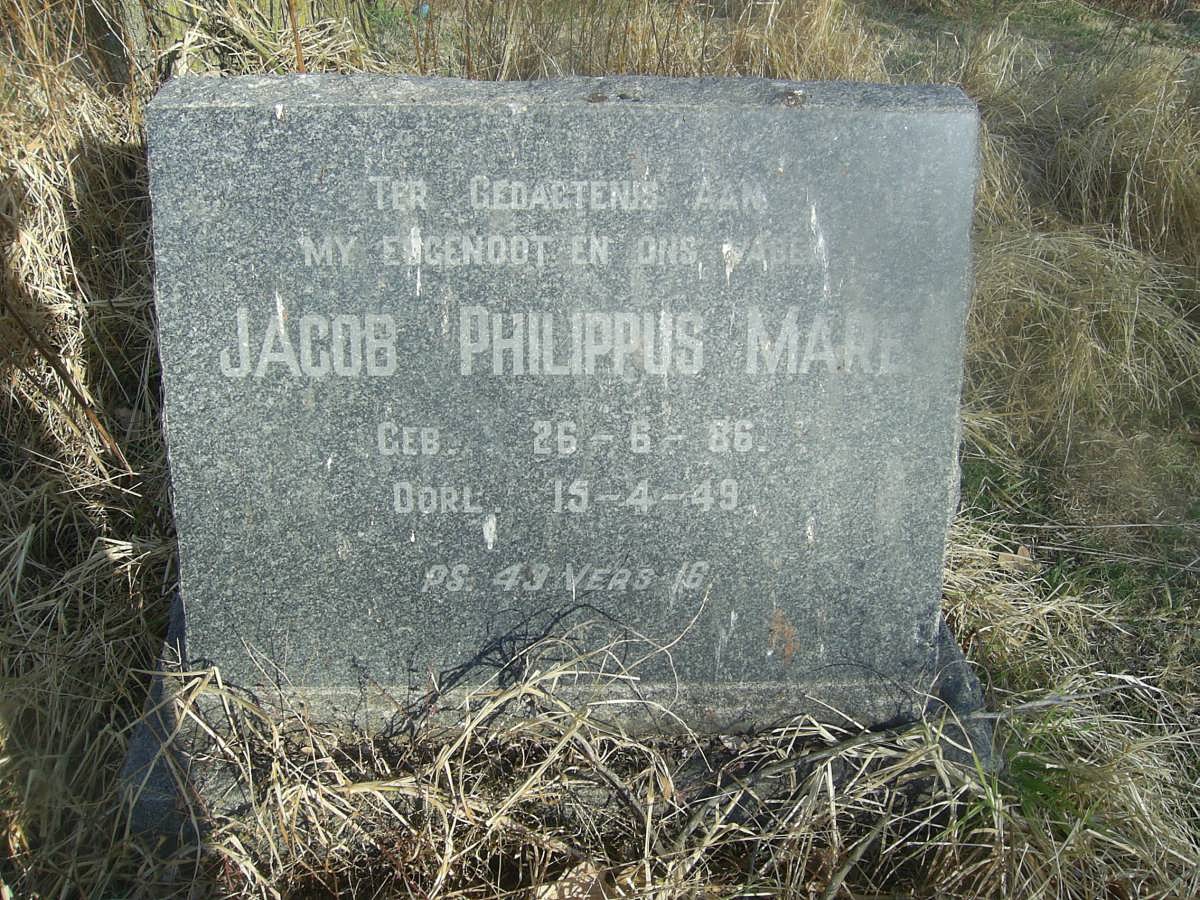 TER GEDAGTENIS AAN
MY EGGENOOT EN ONS VADER
JACOB PHILIPPUS MARE
GEB. 26-6-86.
OORL. 15-4-49
PS. 43 VERS 16